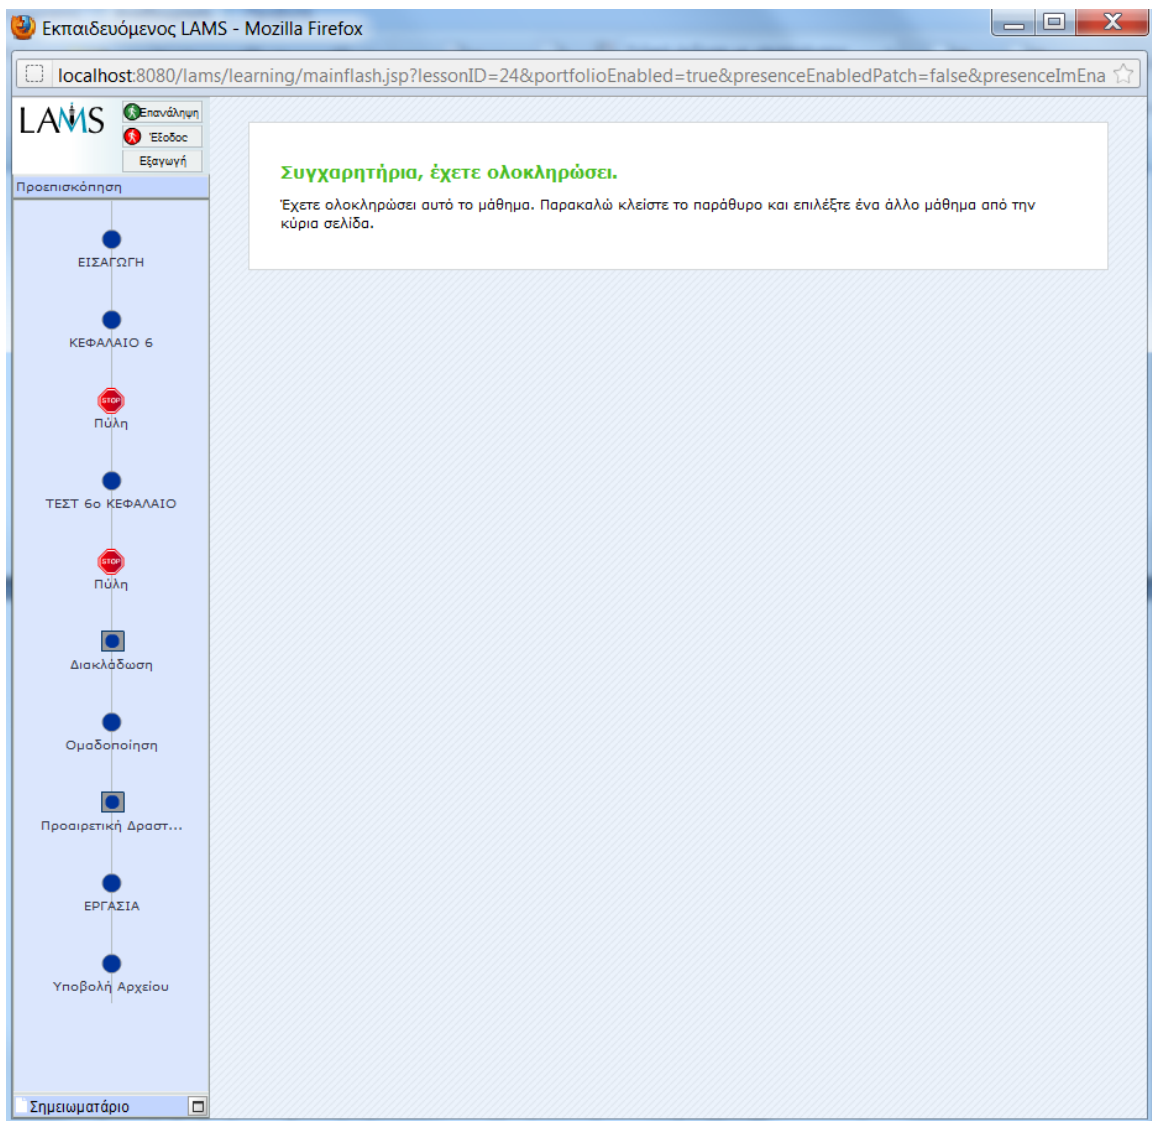 Εκπαιδευόμενος LAMS - Mozilla Firefox
localhost:8080/lams/learning/mainflash.jsp?lessonID=24&portfolioEnabled=true&presenceEnabledPatch=false&presenceImEna
LAMS
Επανάληψη
Έξοδος
Εξαγωγή
Προεπισκόπηση
Συγχαρητήρια, έχετε ολοκληρώσει.
Έχετε ολοκληρώσει αυτό το μάθημα. Παρακαλώ κλείστε το παράθυρο και επιλέξτε ένα άλλο μάθημα από την
κύρια σελίδα.
ΕΙΣΑΓΩΓΗ
ΚΕΦΑΛΑΙΟ 6
STOP
Πύλη
ΤΕΣΤ 6ο ΚΕΦΑΛΑΙΟ
STOP
Πύλη
Διακλάδωση
Ομαδοποίηση
Προαιρετική Δραστ...
ΕΡΓΑΣΙΑ
Υποβολή Αρχείου
Σημειωματάριο